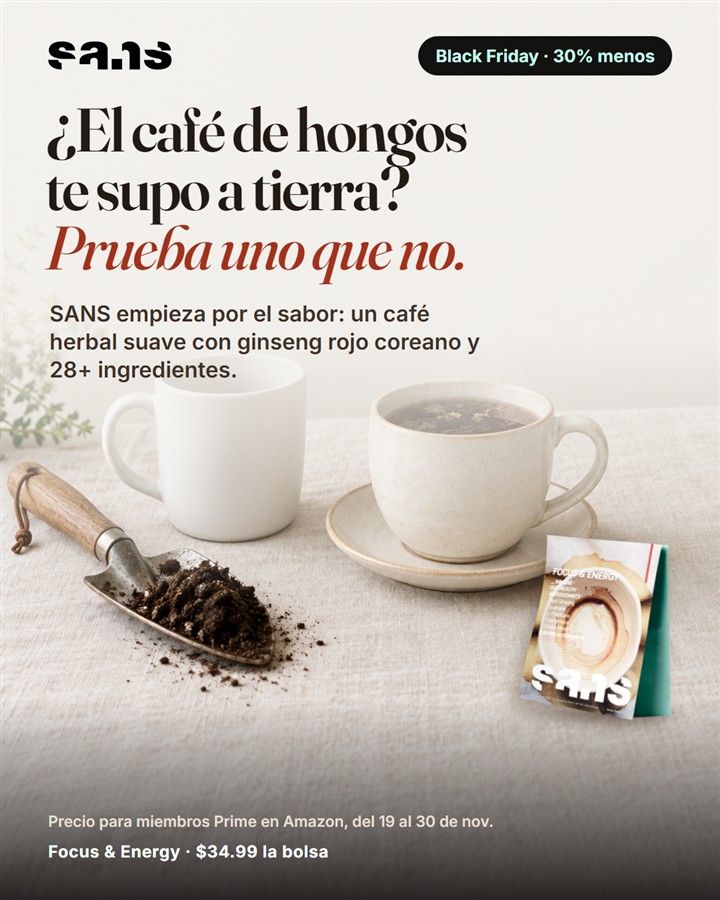 sans
Black Friday · 30% menos
¿El café de hongos
te supo a tierra?
Prueba uno que no.
SANS empieza por el sabor: un café
herbal suave con ginseng rojo coreano y
28+ ingredientes.
FOCUS & ENERGY
sans
Precio para miembros Prime en Amazon, del 19 al 30 de nov.
Focus & Energy · $34.99 la bolsa